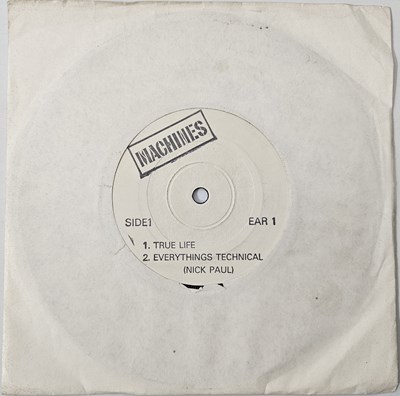 MACHINES
SIDE1 EAR 1
1. TRUE LIFE
2. EVERYTHINGS TECHNICAL
(NICK PAUL)